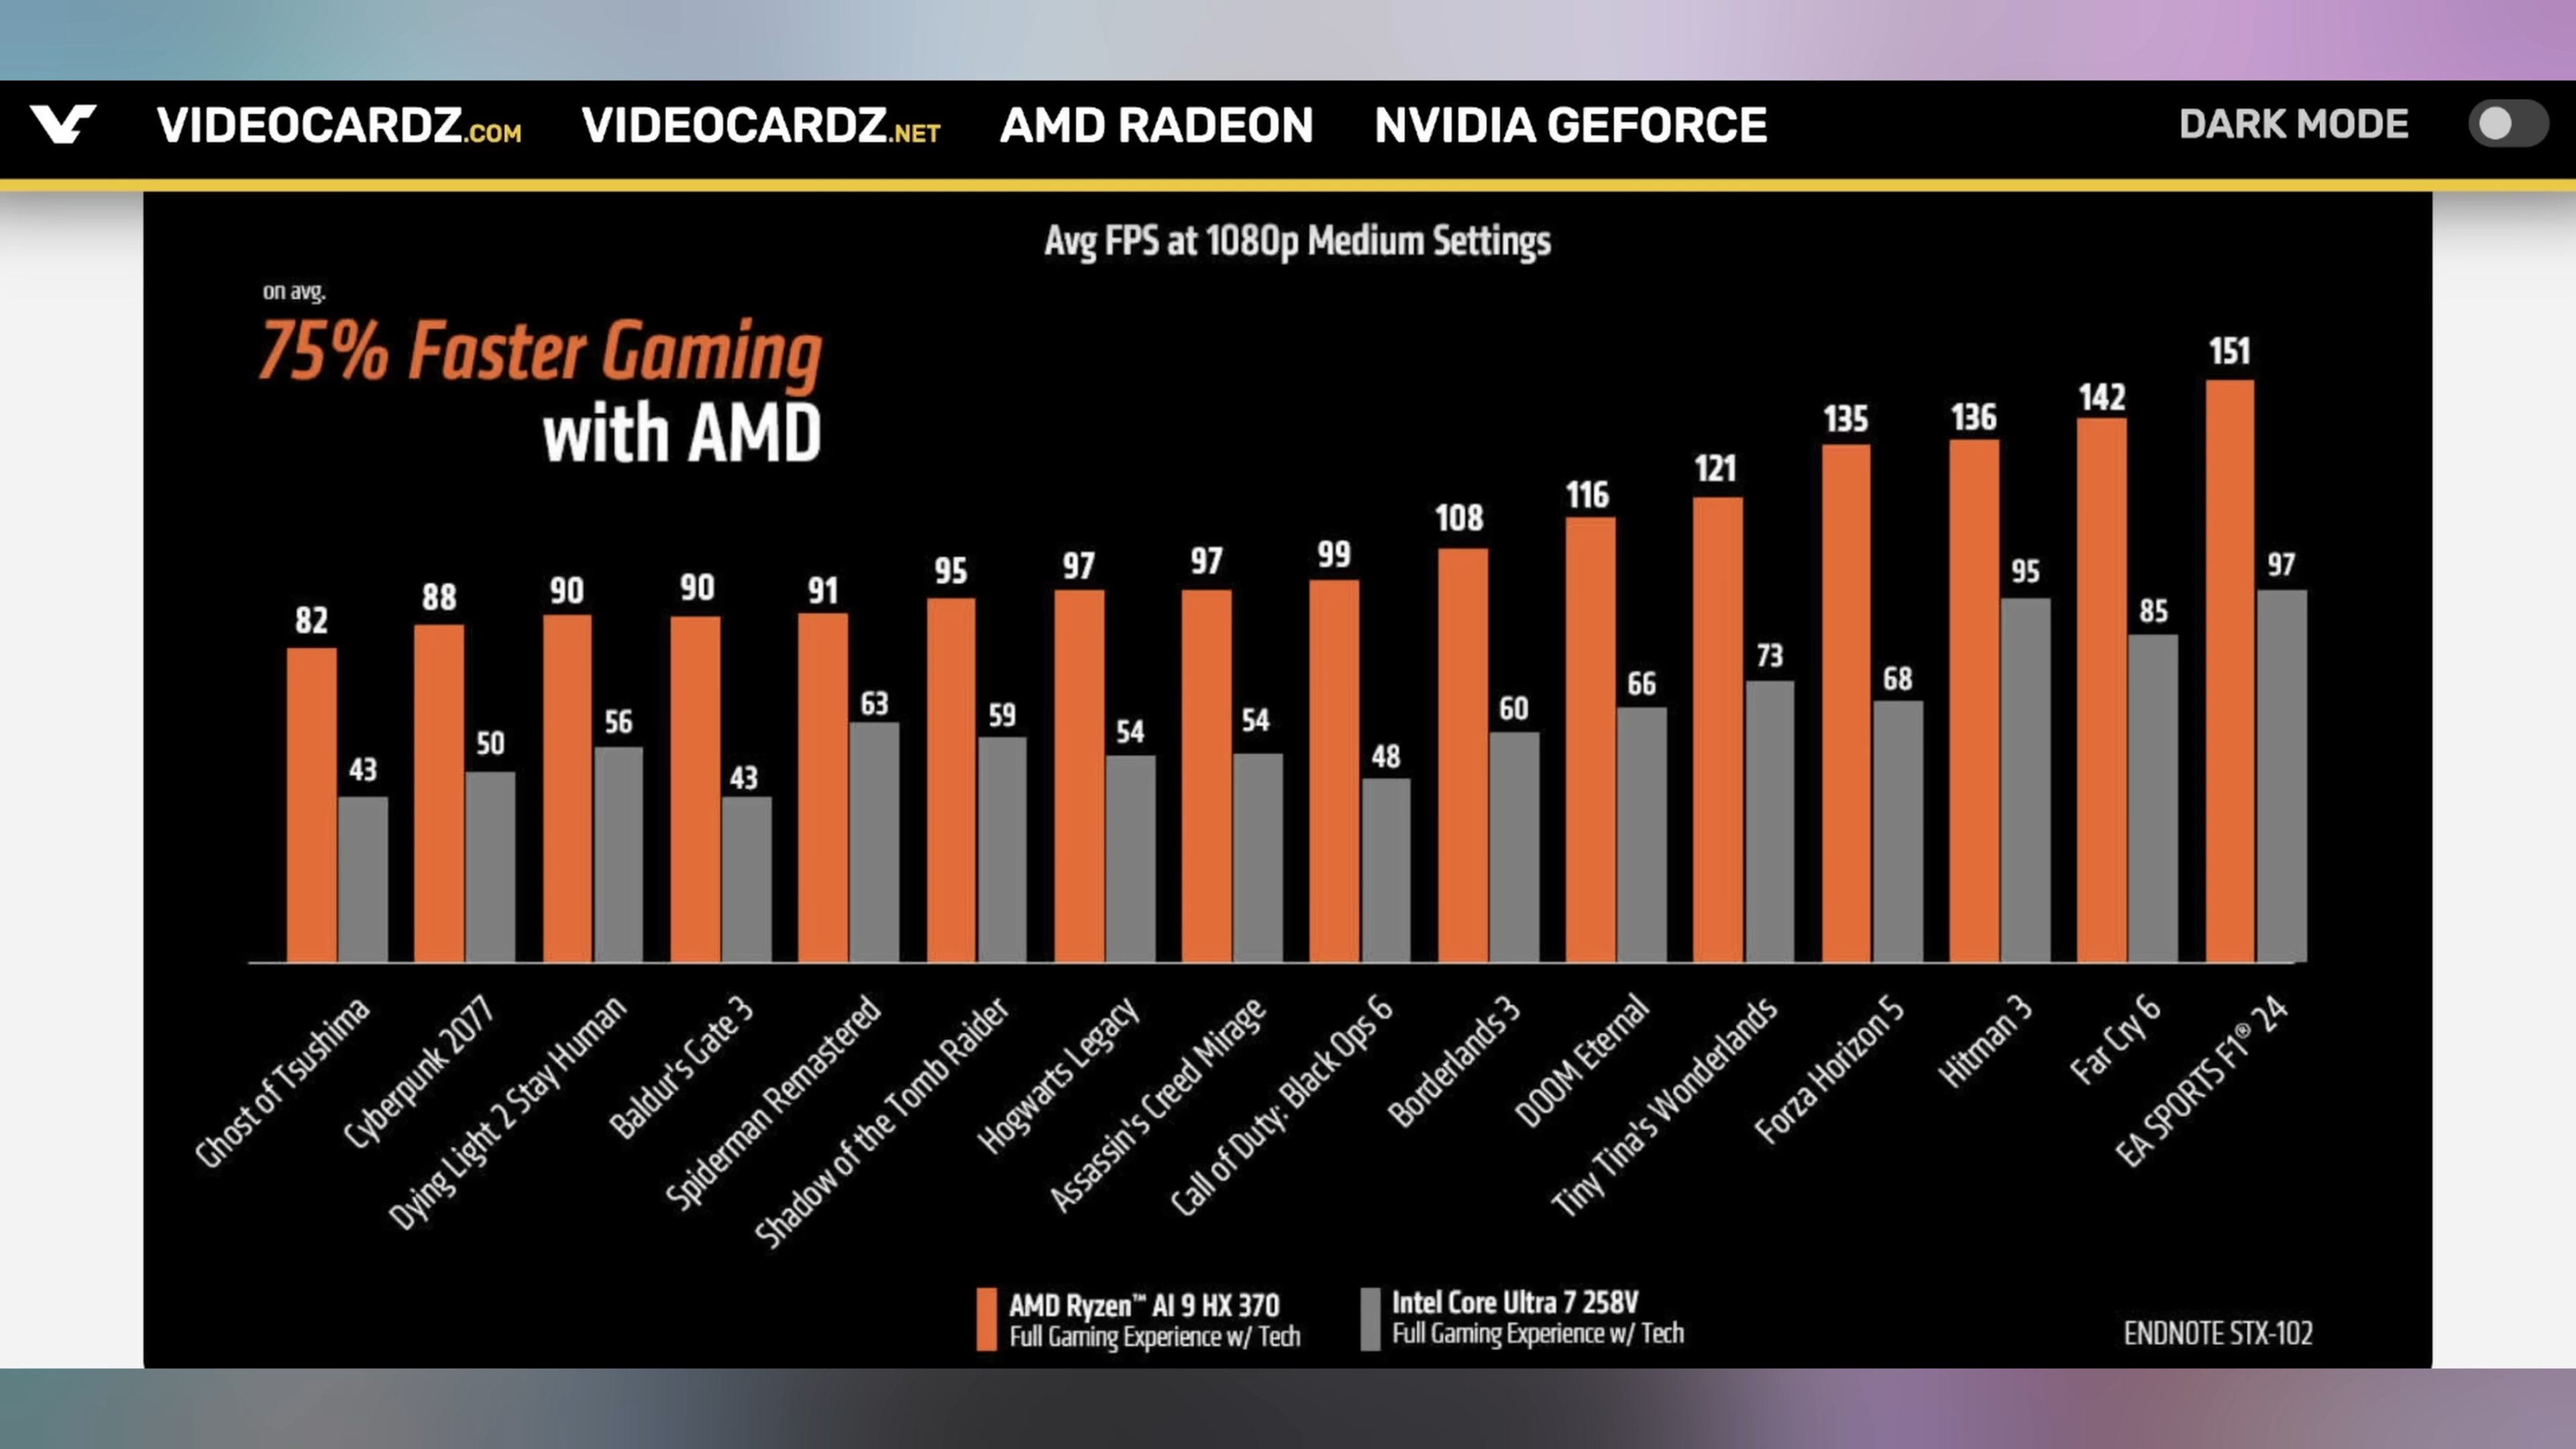 VIDEOCARDZ.COM VIDEOCARDZ.NET AMD RADEON NVIDIA GEFORCE DARK MODE
Avg FPS at 1080p Medium Settings
on avg.
75% Faster Gaming
with AMD
82 43
88 50
90 56
90 43
91 63
95 59
97 54
97 54
99 48
108 60
116 66
121 73
135 68
136 95
142 85
151 97
Ghost of Tsushima
Cyberpunk 2077
Dying Light 2 Stay Human
Baldur's Gate 3
Spiderman Remastered
Shadow of the Tomb Raider
Hogwarts Legacy
Assassin's Creed Mirage
Call of Duty: Black Ops 6
Borderlands 3
DOOM Eternal
Tiny Tina's Wonderlands
Forza Horizon 5
Hitman 3
Far Cry 6
EA SPORTS F1® 24
AMD Ryzen™ AI 9 HX 370
Full Gaming Experience w/ Tech
Intel Core Ultra 7 258V
Full Gaming Experience w/ Tech
ENDNOTE STX-102